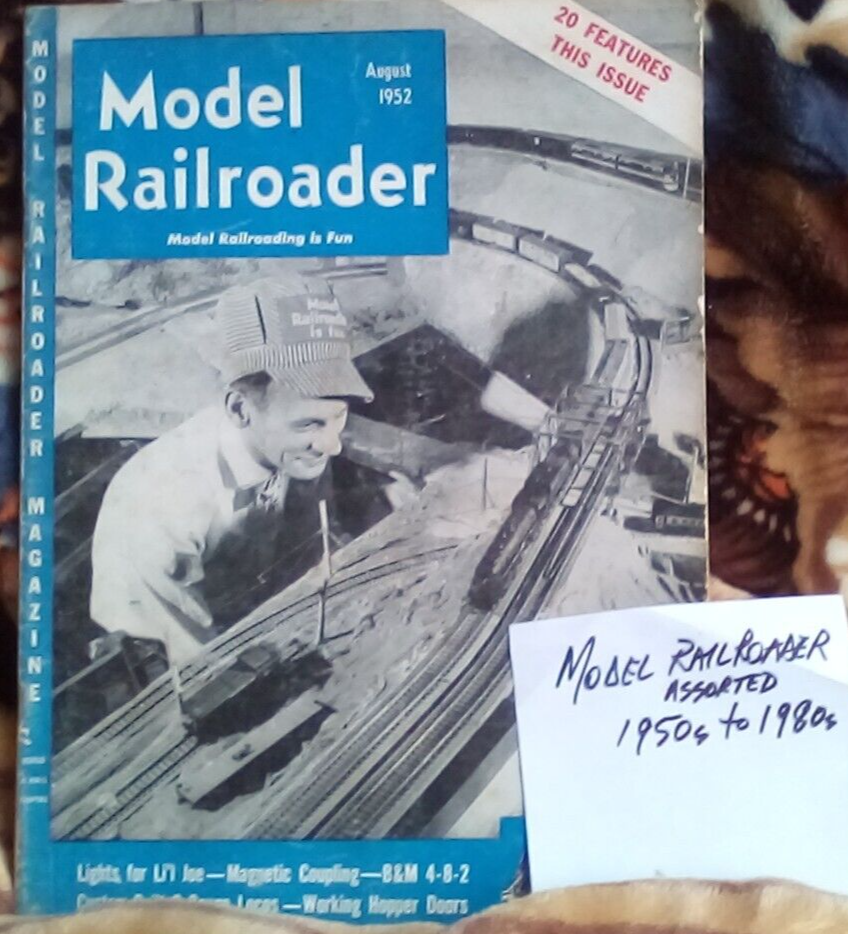 MODEL RAILROADER MAGAZINE
20 FEATURES
THIS ISSUE
August
1952
Model
Railroader
Model Railroading is Fun
Model
Railroading
is fun
MODEL RAILROADER
ASSORTED
1950s to 1980s
Lights for Li'l Joe—Magnetic Coupling—B&M 4-8-2
Locos—Working Hopper Doors